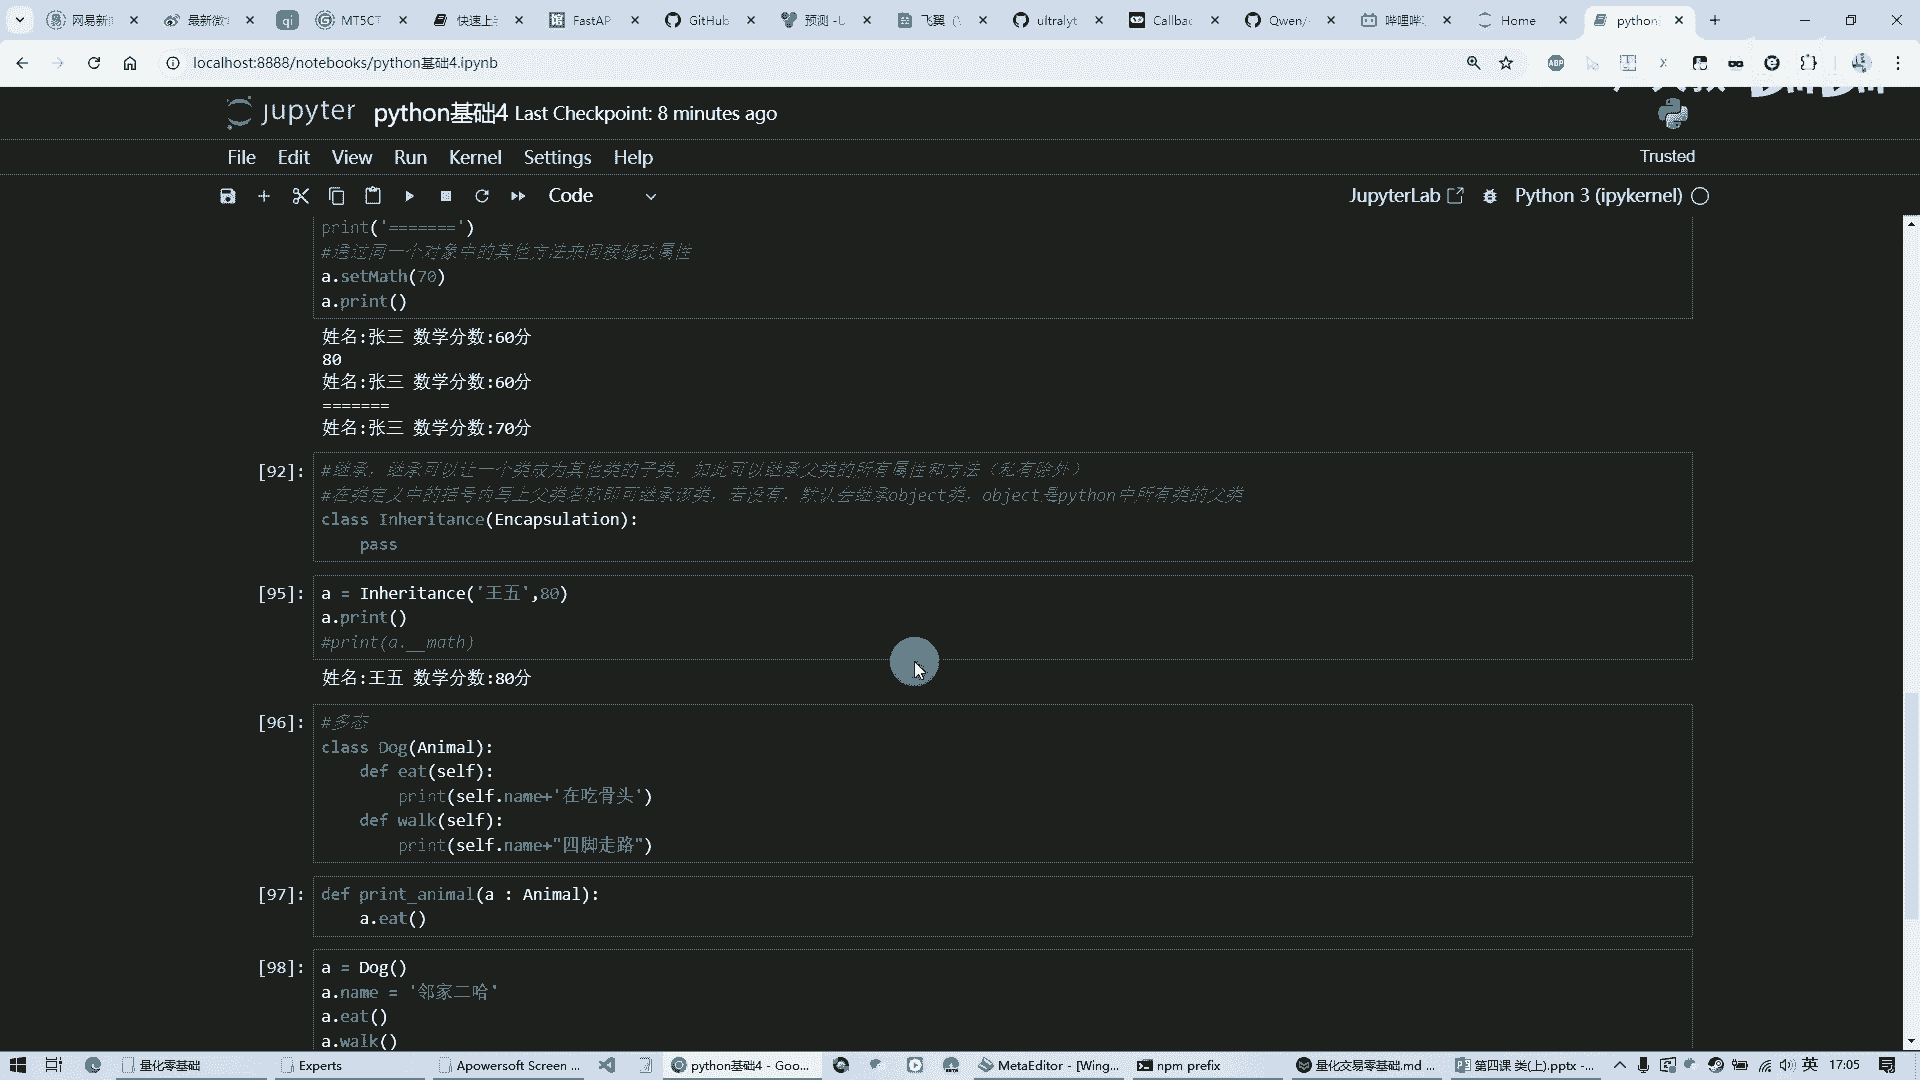 网易新
最新微
qi
MT5CT
快速上
FastAP
GitHub
预测 -U
飞翼 (
ultralyt
Callbac
Qwen/
哔哩哔
Home
python
localhost:8888/notebooks/python基础4.ipynb
ABP
jupyter python基础4 Last Checkpoint: 8 minutes ago
File Edit View Run Kernel Settings Help
Trusted
Code
JupyterLab
Python 3 (ipykernel)
print('=======')
#通过同一个对象中的其他方法来间接修改属性
a.setMath(70)
a.print()
姓名:张三 数学分数:60分
80
姓名:张三 数学分数:60分
=======
姓名:张三 数学分数:70分
[92]:
#继承，继承可以让一个类成为其他类的子类，如此可以继承父类的所有属性和方法（私有除外）
#在类定义中的括号内写上父类名称即可继承该类，若没有，默认会继承object类，object是python中所有类的父类
class Inheritance(Encapsulation):
    pass
[95]:
a = Inheritance('王五',80)
a.print()
#print(a.__math)
姓名:王五 数学分数:80分
[96]:
#多态
class Dog(Animal):
    def eat(self):
        print(self.name+'在吃骨头')
    def walk(self):
        print(self.name+"四脚走路")
[97]:
def print_animal(a : Animal):
    a.eat()
[98]:
a = Dog()
a.name = '邻家二哈'
a.eat()
a.walk()
量化零基础
Experts
Apowersoft Screen ...
python基础4 - Goo...
MetaEditor - [Wing...
npm prefix
量化交易零基础.md ...
第四课 类(上).pptx -...
英
17:05